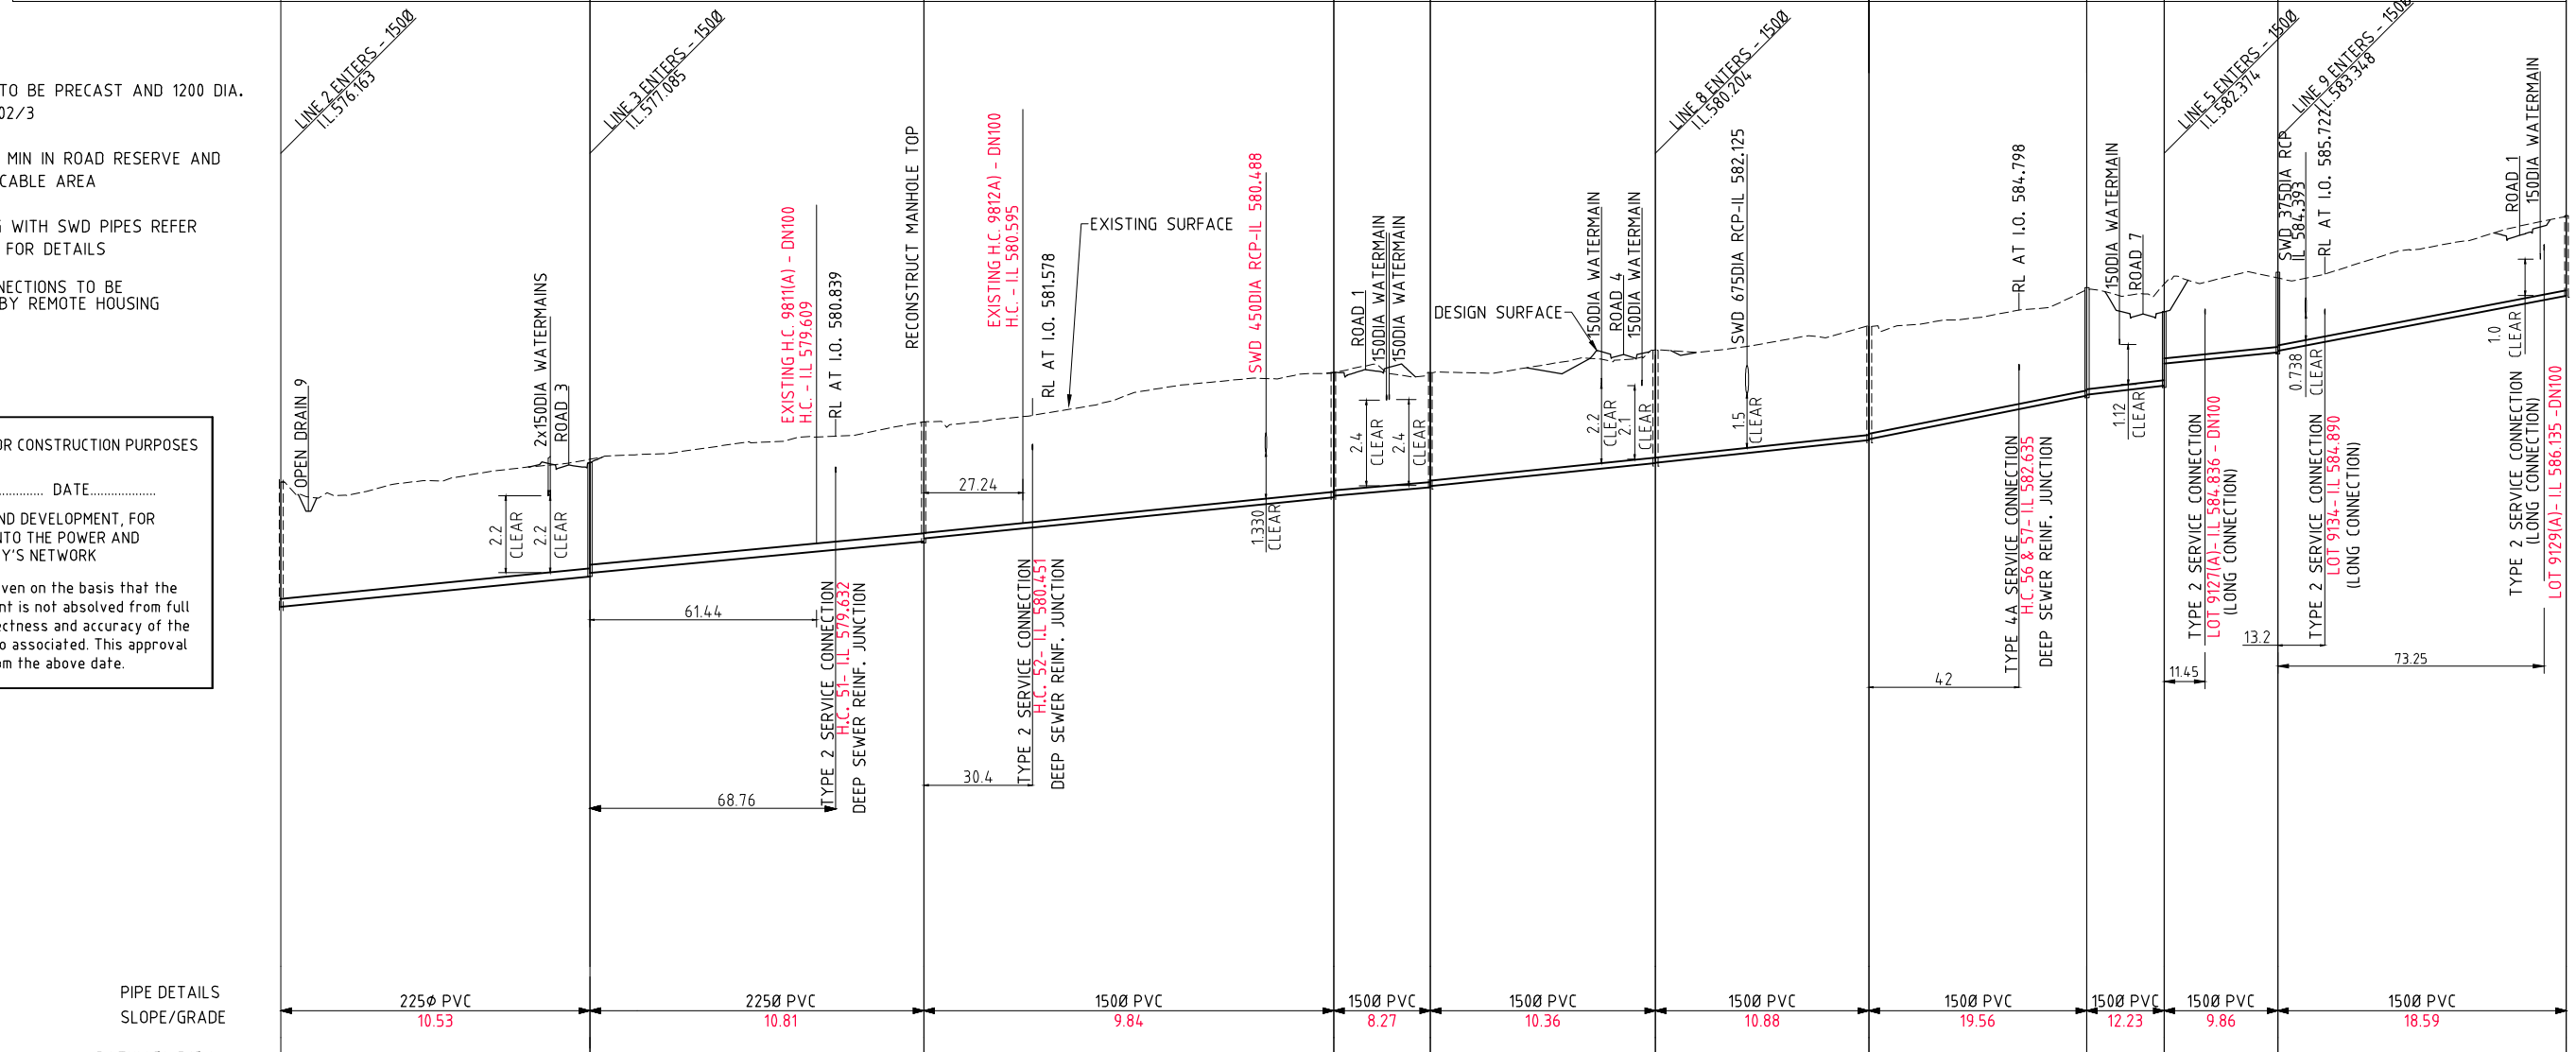 TO BE PRECAST AND 1200 DIA.
02/3
MIN IN ROAD RESERVE AND
CABLE AREA
WITH SWD PIPES REFER
FOR DETAILS
NECTIONS TO BE
BY REMOTE HOUSING
OR CONSTRUCTION PURPOSES
DATE
ND DEVELOPMENT, FOR
NTO THE POWER AND
Y'S NETWORK
ven on the basis that the
nt is not absolved from full
ectness and accuracy of the
o associated. This approval
om the above date.
LINE 2 ENTERS - 150Ø
I.L.576.163
OPEN DRAIN 9
2.2
CLEAR
2.2
CLEAR
2x150DIA WATERMAINS
ROAD 3
LINE 3 ENTERS - 150Ø
I.L.577.085
61.44
68.76
EXISTING H.C. 9811(A) - DN100
H.C. - I.L 579.609
RL AT I.O. 580.839
TYPE 2 SERVICE CONNECTION
H.C. 51- I.L 579.632
DEEP SEWER REINF. JUNCTION
RECONSTRUCT MANHOLE TOP
27.24
30.4
EXISTING H.C. 9812A) - DN100
H.C. - I.L 580.595
RL AT I.O. 581.578
TYPE 2 SERVICE CONNECTION
H.C. 52- I.L 580.451
DEEP SEWER REINF. JUNCTION
EXISTING SURFACE
SWD 450DIA RCP-IL 580.488
1.330
CLEAR
ROAD 1
150DIA WATERMAIN
150DIA WATERMAIN
2.4
CLEAR
2.4
CLEAR
DESIGN SURFACE
150DIA WATERMAIN
ROAD 4
150DIA WATERMAIN
2.2
CLEAR
2.1
CLEAR
LINE 8 ENTERS - 150Ø
I.L.580.204
SWD 675DIA RCP-IL 582.125
1.5
CLEAR
RL AT I.O. 584.798
42
TYPE 4A SERVICE CONNECTION
H.C. 56 & 57- I.L 582.635
DEEP SEWER REINF. JUNCTION
150DIA WATERMAIN
ROAD 7
1.12
CLEAR
LINE 5 ENTERS - 150Ø
I.L.582.374
11.45
TYPE 2 SERVICE CONNECTION
LOT 9127(A)- I.L 584.836 - DN100
(LONG CONNECTION)
LINE 9 ENTERS - 150Ø
I.L.583.348
SWD 375DIA RCP
IL 584.393
RL AT I.O. 585.722
0.738
CLEAR
13.2
TYPE 2 SERVICE CONNECTION
LOT 9134- I.L 584.890
(LONG CONNECTION)
73.25
ROAD 1
150DIA WATERMAIN
1.0
CLEAR
TYPE 2 SERVICE CONNECTION
(LONG CONNECTION)
LOT 9129(A)- I.L 586.135 -DN100
PIPE DETAILS
225Ø PVC 225Ø PVC 150Ø PVC 150Ø PVC 150Ø PVC 150Ø PVC 150Ø PVC 150Ø PVC 150Ø PVC 150Ø PVC
SLOPE/GRADE
10.53 10.81 9.84 8.27 10.36 10.88 19.56 12.23 9.86 18.59